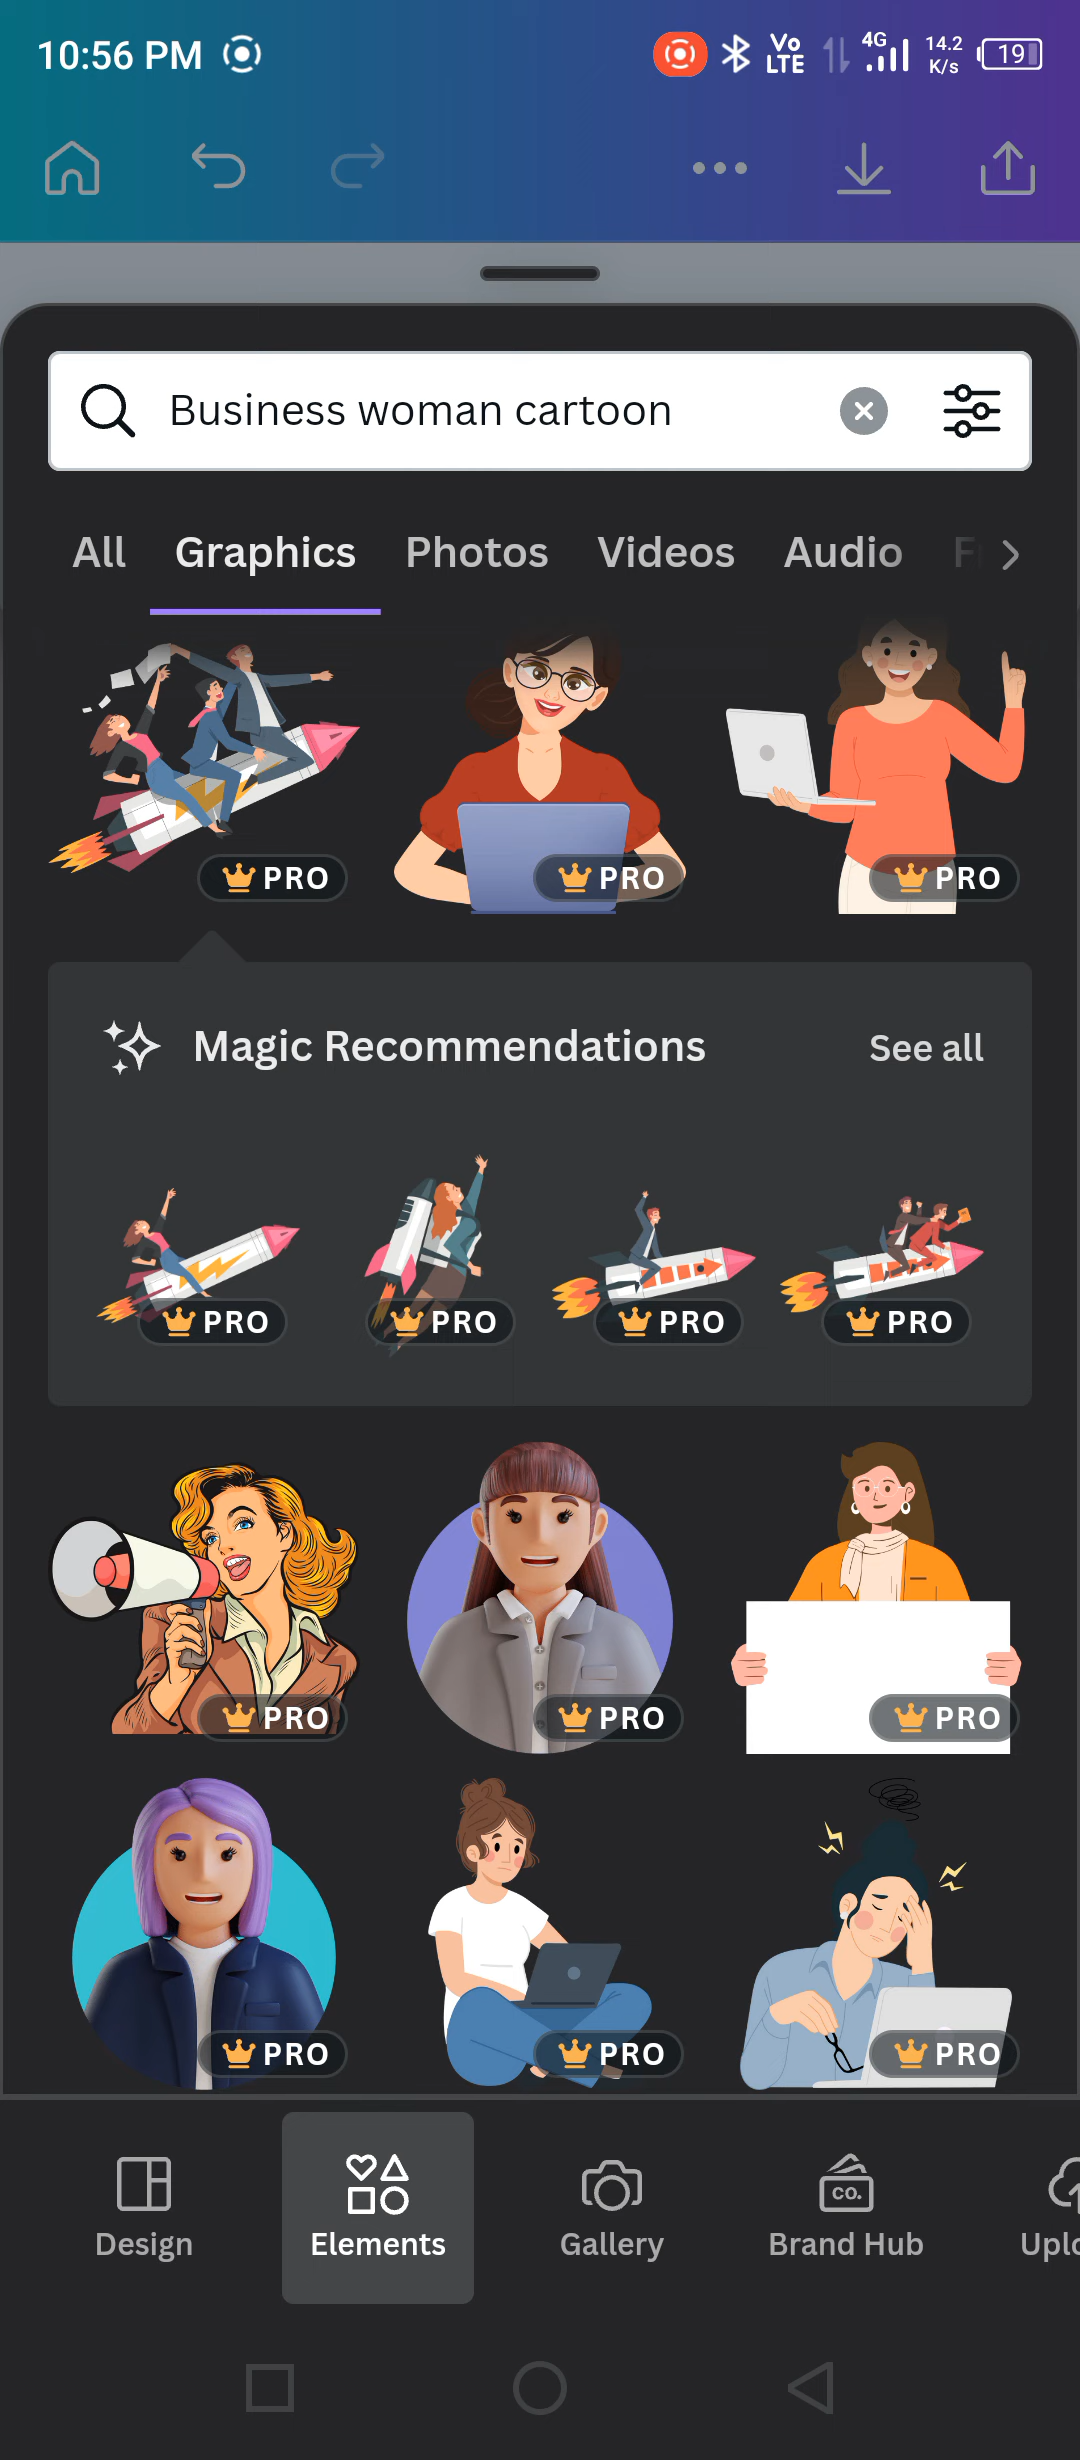 10:56 PM
Vo LTE 4G 14.2 K/s 19
Business woman cartoon
All Graphics Photos Videos Audio
PRO PRO PRO
Magic Recommendations See all
PRO PRO PRO PRO
PRO PRO PRO
PRO PRO PRO
co.
Design Elements Gallery Brand Hub Uplo